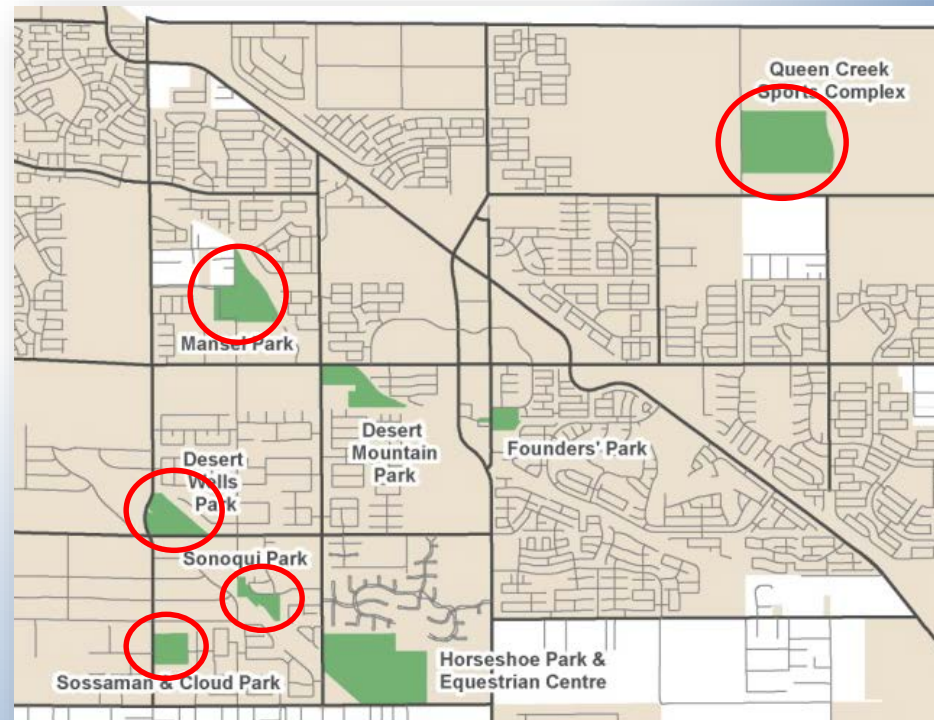 Queen Creek
Sports Complex
Mansel Park
Desert
Mountain
Park
Founders' Park
Desert
Wells
Park
Sonoqui Park
Sossaman & Cloud Park
Horseshoe Park &
Equestrian Centre